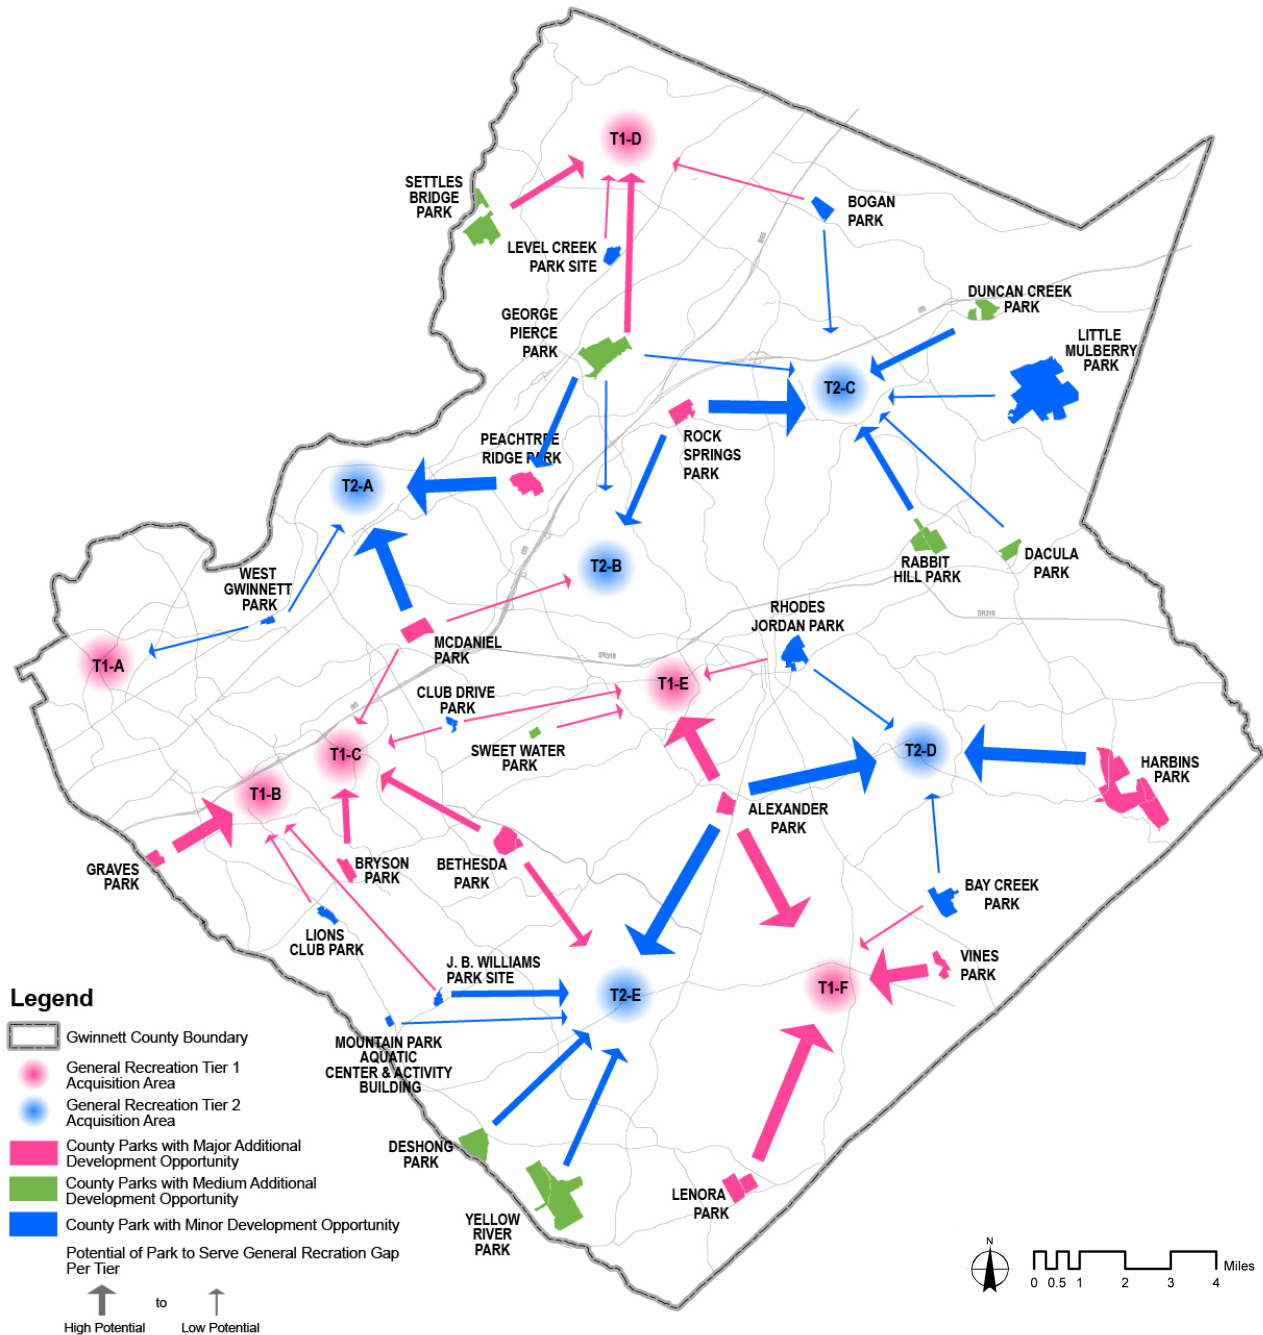 T1-D
SETTLES
BRIDGE
PARK
BOGAN
PARK
LEVEL CREEK
PARK SITE
I85
DUNCAN CREEK
PARK
I85
GEORGE
PIERCE
PARK
LITTLE
MULBERRY
PARK
T2-C
PEACHTREE
RIDGE PARK
ROCK
SPRINGS
PARK
T2-A
I85
T2-B
RABBIT
HILL PARK
DACULA
PARK
WEST
GWINNETT
PARK
RHODES
JORDAN PARK
SR316
MCDANIEL
PARK
SR316
T1-A
T1-E
CLUB DRIVE
PARK
I85
SWEET WATER
PARK
T1-C
T2-D
HARBINS
PARK
T1-B
ALEXANDER
PARK
GRAVES
PARK
BRYSON
PARK
BETHESDA
PARK
BAY CREEK
PARK
LIONS
CLUB PARK
VINES
PARK
J. B. WILLIAMS
PARK SITE
T2-E
T1-F
MOUNTAIN PARK
AQUATIC
CENTER & ACTIVITY
BUILDING
DESHONG
PARK
LENORA
PARK
YELLOW
RIVER
PARK
Legend
Gwinnett County Boundary
General Recreation Tier 1
Acquisition Area
General Recreation Tier 2
Acquisition Area
County Parks with Major Additional
Development Opportunity
County Parks with Medium Additional
Development Opportunity
County Park with Minor Development Opportunity
Potential of Park to Serve General Recration Gap
Per Tier
to
High Potential Low Potential
N
Miles
0 0.5 1 2 3 4